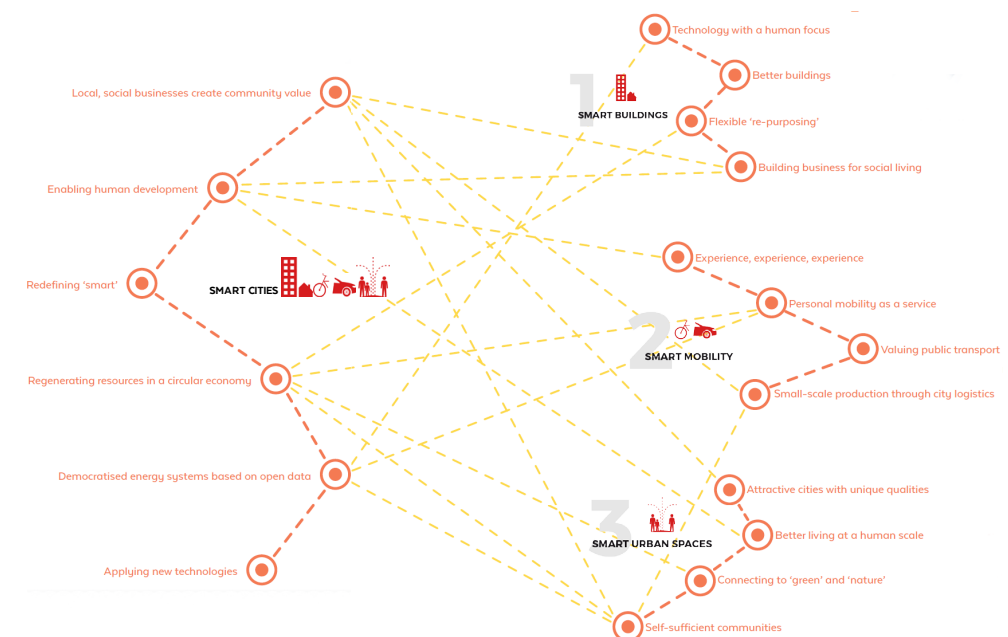 Technology with a human focus
1
SMART BUILDINGS
Better buildings
Local, social businesses create community value
Flexible 're-purposing'
Building business for social living
Enabling human development
Experience, experience, experience
Redefining 'smart'
SMART CITIES
Personal mobility as a service
2
SMART MOBILITY
Valuing public transport
Regenerating resources in a circular economy
Small-scale production through city logistics
Democratised energy systems based on open data
Attractive cities with unique qualities
3
SMART URBAN SPACES
Better living at a human scale
Applying new technologies
Connecting to 'green' and 'nature'
Self-sufficient communities